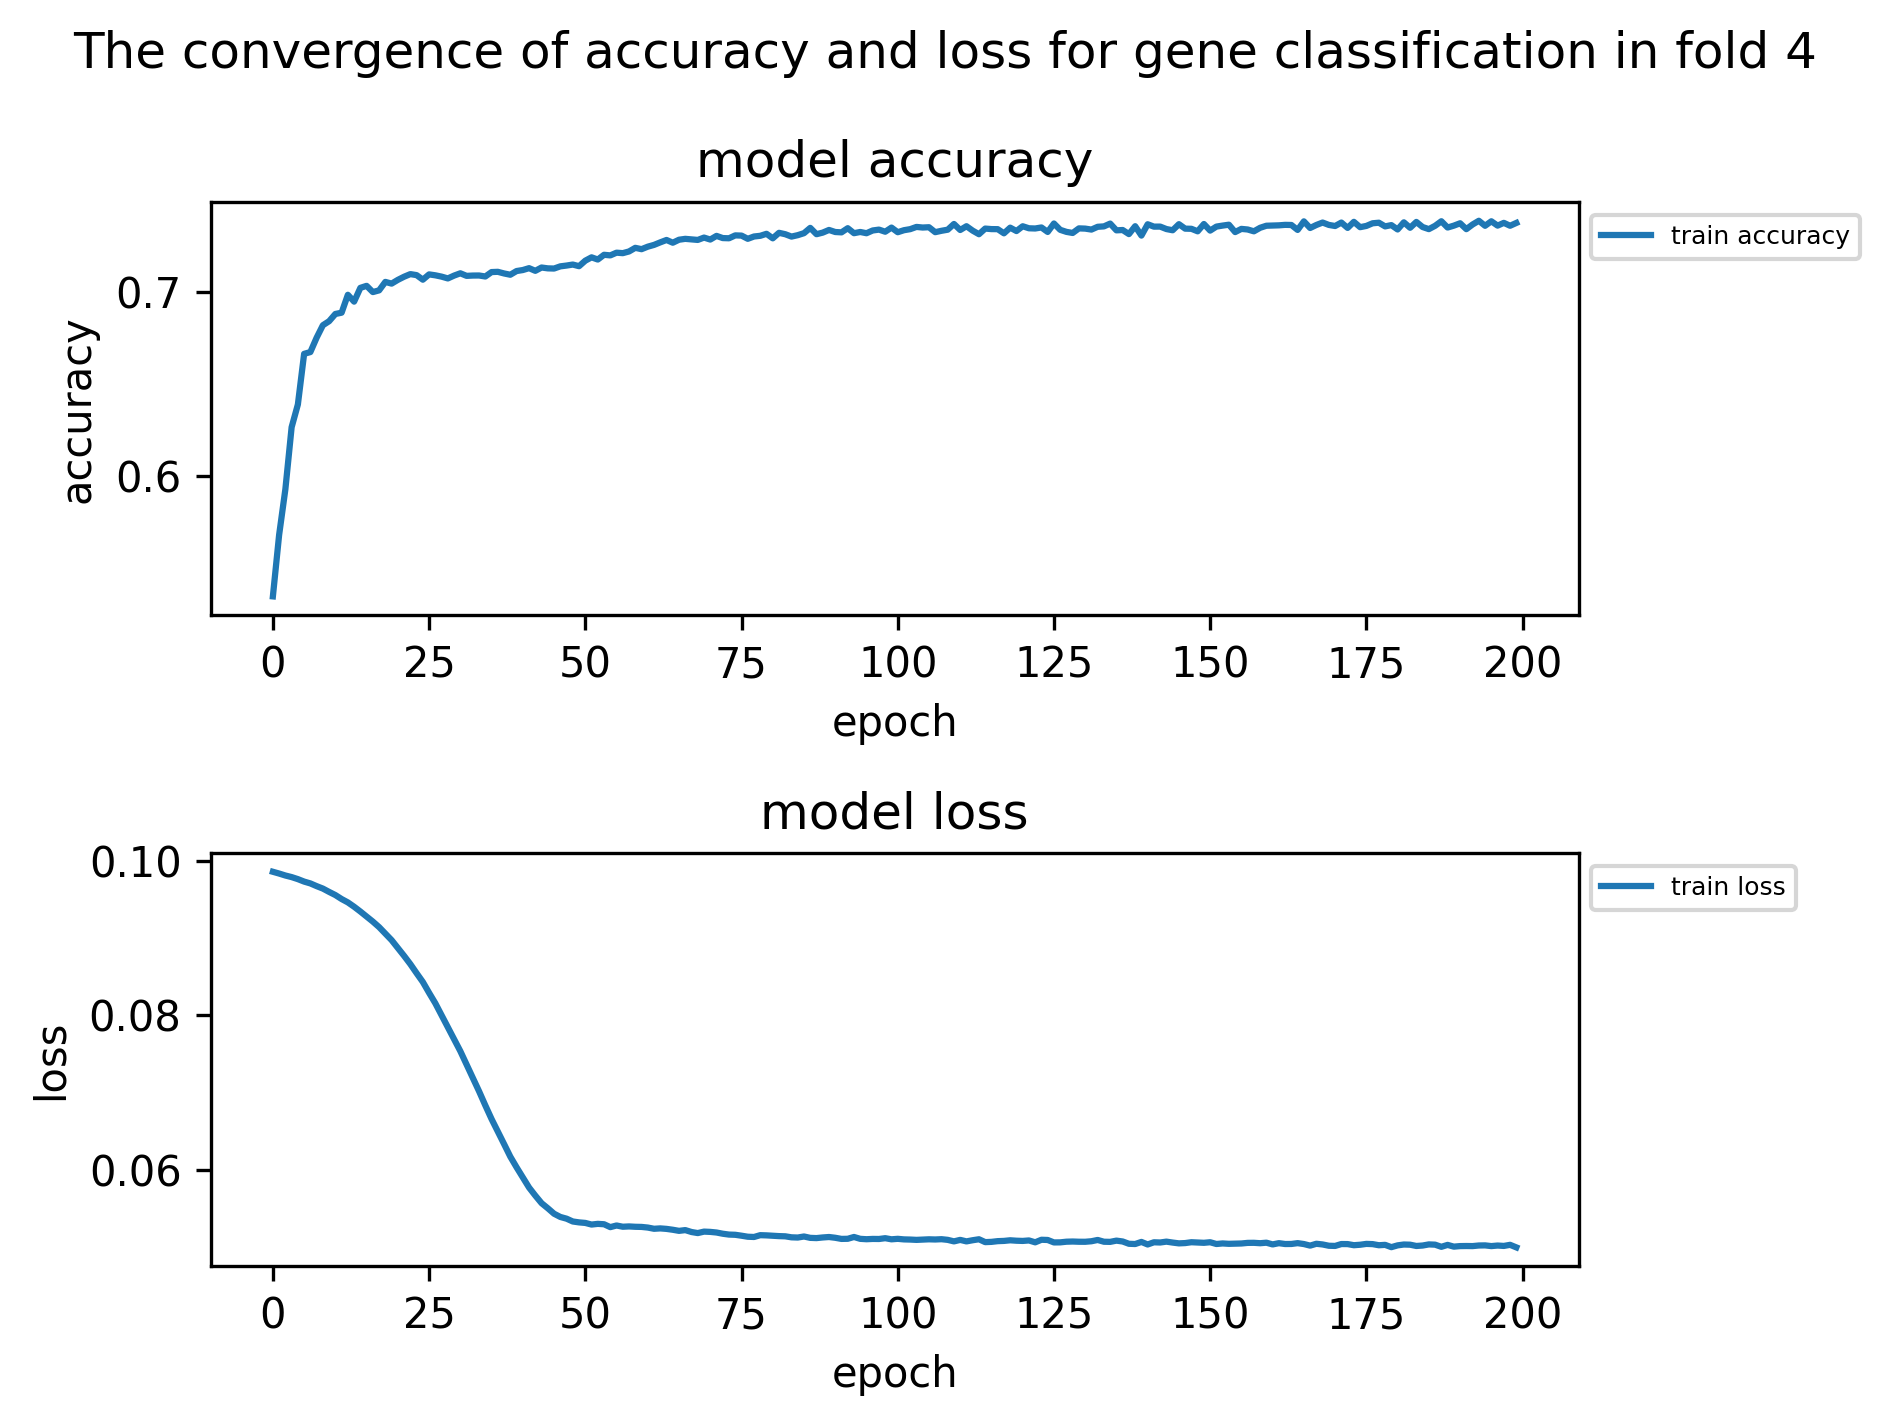 The convergence of accuracy and loss for gene classification in fold 4
model accuracy
train accuracy
0.7
0.6
accuracy
0 25 50 75 100 125 150 175 200
epoch
model loss
train loss
0.10
0.08
0.06
loss
0 25 50 75 100 125 150 175 200
epoch